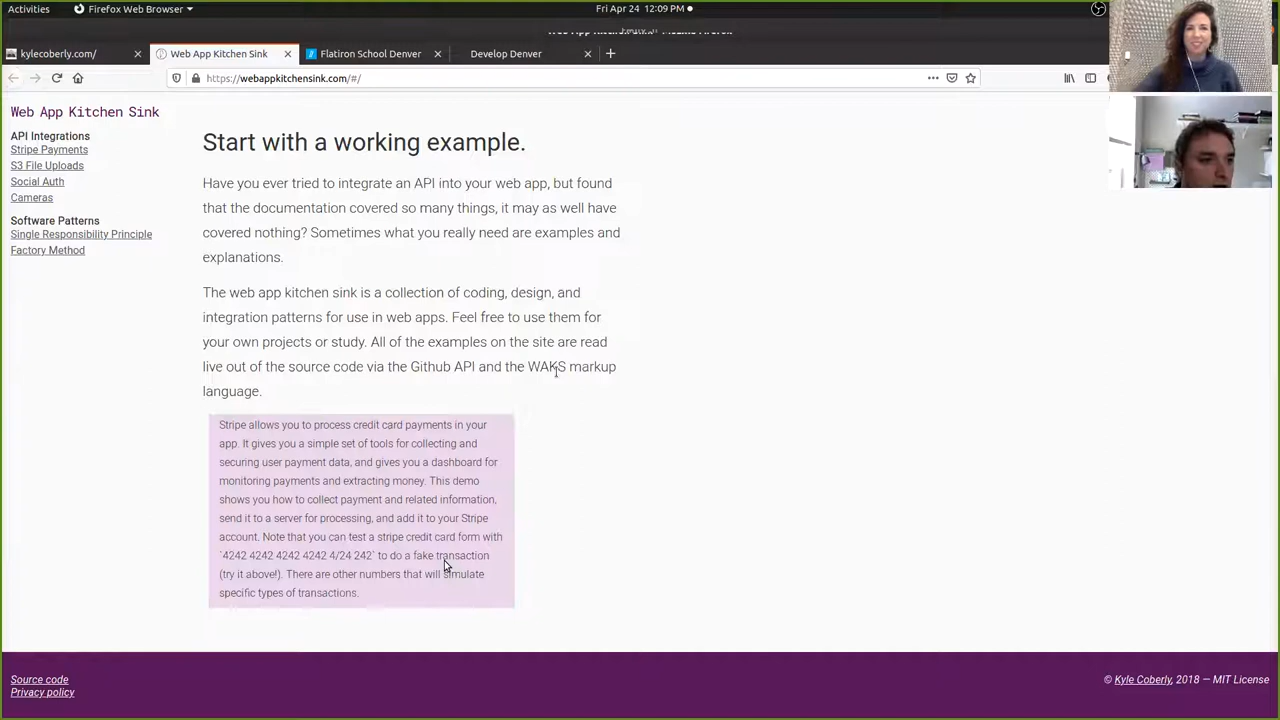 Activities
Firefox Web Browser
Fri Apr 24 12:09 PM
kylecoberly.com/
Web App Kitchen Sink
Flatiron School Denver
Develop Denver
https://webappkitchensink.com/#/
Web App Kitchen Sink
API Integrations
Stripe Payments
S3 File Uploads
Social Auth
Cameras
Software Patterns
Single Responsibility Principle
Factory Method
Start with a working example.
Have you ever tried to integrate an API into your web app, but found
that the documentation covered so many things, it may as well have
covered nothing? Sometimes what you really need are examples and
explanations.
The web app kitchen sink is a collection of coding, design, and
integration patterns for use in web apps. Feel free to use them for
your own projects or study. All of the examples on the site are read
live out of the source code via the Github API and the WAKS markup
language.
Stripe allows you to process credit card payments in your
app. It gives you a simple set of tools for collecting and
securing user payment data, and gives you a dashboard for
monitoring payments and extracting money. This demo
shows you how to collect payment and related information,
send it to a server for processing, and add it to your Stripe
account. Note that you can test a stripe credit card form with
`4242 4242 4242 4242 4/24 242` to do a fake transaction
(try it above!). There are other numbers that will simulate
specific types of transactions.
Source code
Privacy policy
© Kyle Coberly, 2018 — MIT License